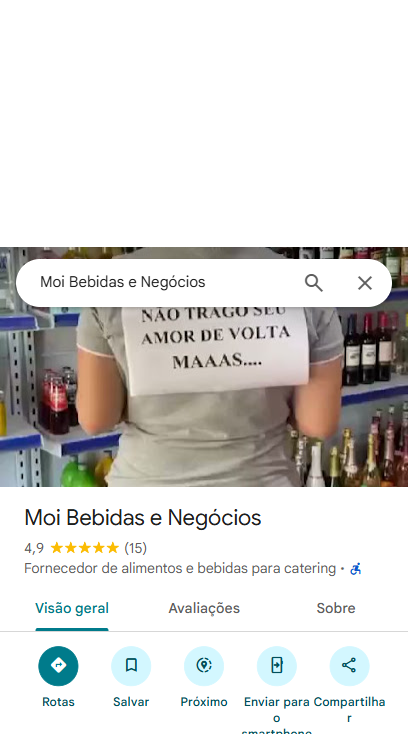 Moi Bebidas e Negócios
NÃO TRAGO SEU
AMOR DE VOLTA
MAAAS....
Moi Bebidas e Negócios
4,9 (15)
Fornecedor de alimentos e bebidas para catering ·
Visão geral Avaliações Sobre
Rotas Salvar Próximo Enviar para o smartphone Compartilhar